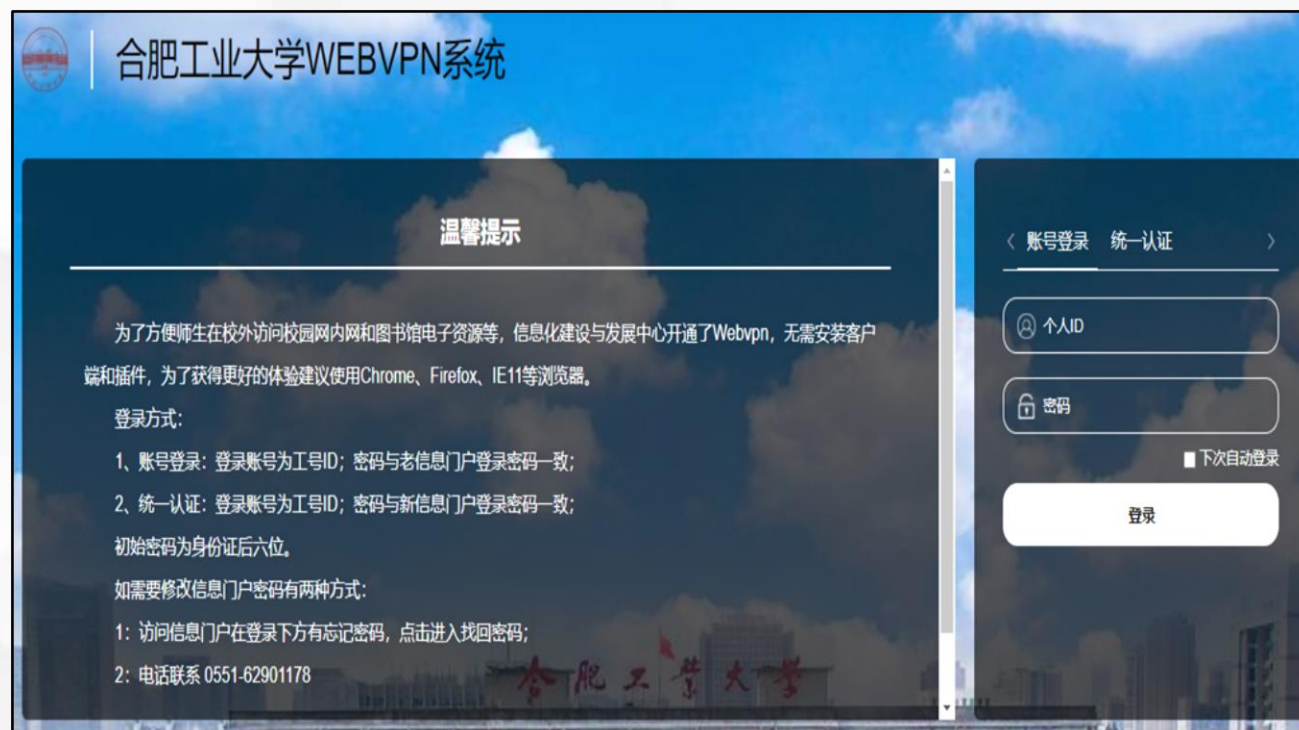 合肥工业大学WEBVPN系统
温馨提示
为了方便师生在校外访问校园网内网和图书馆电子资源等，信息化建设与发展中心开通了Webvpn，无需安装客户
端和插件，为了获得更好的体验建议使用Chrome、Firefox、IE11等浏览器。
登录方式：
1、账号登录：登录账号为工号ID；密码与老信息门户登录密码一致；
2、统一认证：登录账号为工号ID；密码与新信息门户登录密码一致；
初始密码为身份证后六位。
如需要修改信息门户密码有两种方式：
1：访问信息门户在登录下方有忘记密码，点击进入找回密码；
2：电话联系 0551-62901178
合肥工业大学
账号登录 统一认证
个人ID
密码
下次自动登录
登录